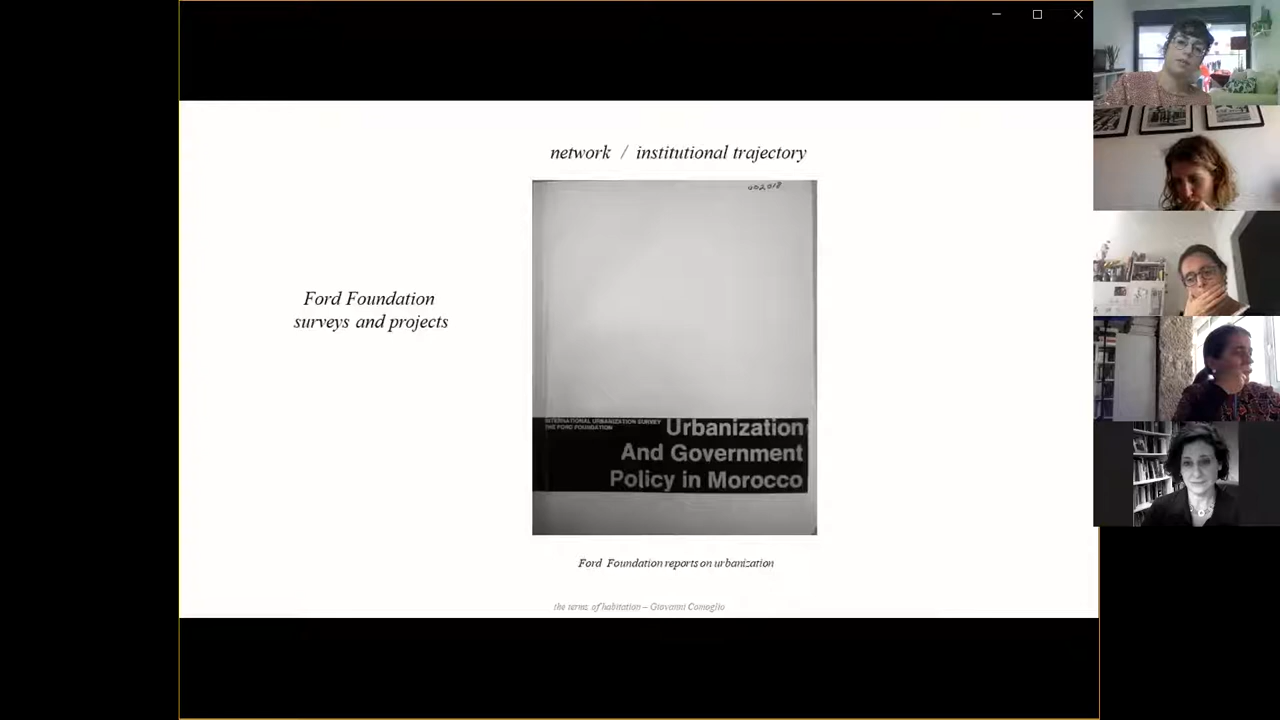 network / institutional trajectory
Ford Foundation
surveys and projects
INTERNATIONAL URBANIZATION SURVEY
THE FORD FOUNDATION
Urbanization
And Government
Policy in Morocco
Ford Foundation reports on urbanization
the terms of habitation – Giovanni Comoglio